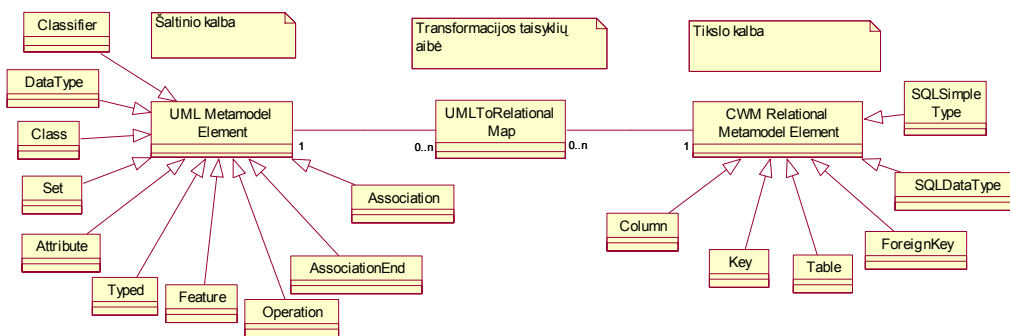 Classifier
Šaltinio kalba
Transformacijos taisyklių
aibė
Tikslo kalba
DataType
SQLSimple
Type
UML Metamodel
Element
UMLToRelational
Map
CWM Relational
Metamodel Element
Class
1
0..n
0..n
1
Set
Association
SQLDataType
Column
Attribute
AssociationEnd
Key
Table
ForeignKey
Typed
Feature
Operation